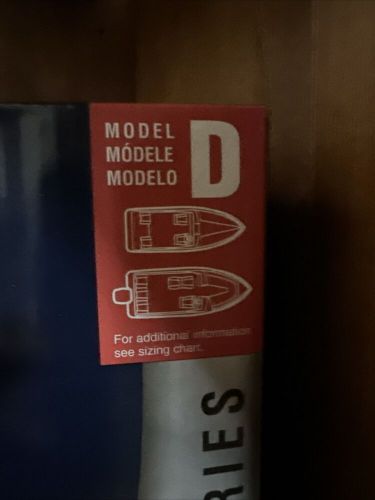 MODEL
MÓDELE
MODELO
D
For additional information
see sizing chart.
RIES